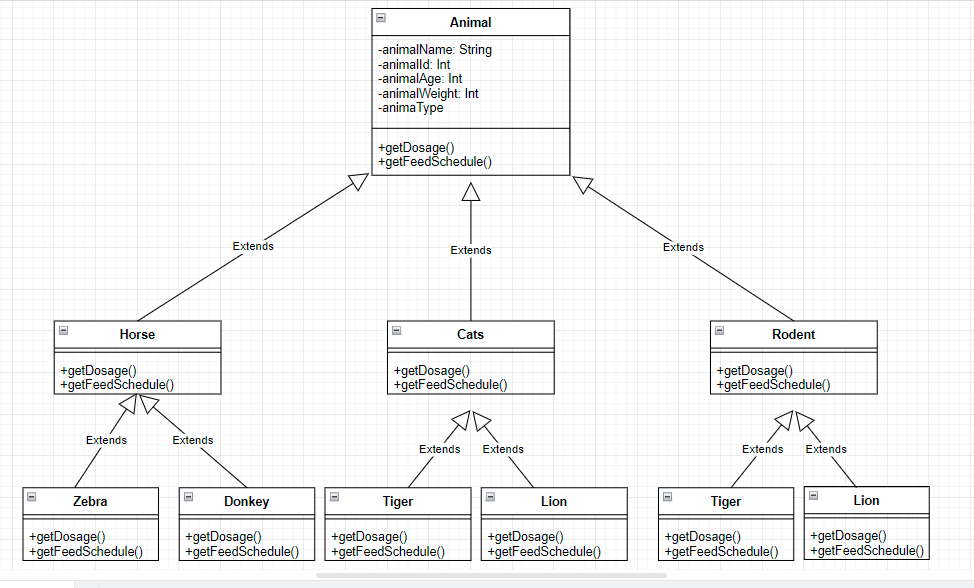 Animal
-animalName: String
-animalId: Int
-animalAge: Int
-animalWeight: Int
-animaType
+getDosage()
+getFeedSchedule()
Extends
Extends
Extends
Horse
+getDosage()
+getFeedSchedule()
Cats
+getDosage()
+getFeedSchedule()
Rodent
+getDosage()
+getFeedSchedule()
Extends
Extends
Extends
Extends
Extends
Extends
Zebra
+getDosage()
+getFeedSchedule()
Donkey
+getDosage()
+getFeedSchedule()
Tiger
+getDosage()
+getFeedSchedule()
Lion
+getDosage()
+getFeedSchedule()
Tiger
+getDosage()
+getFeedSchedule()
Lion
+getDosage()
+getFeedSchedule()